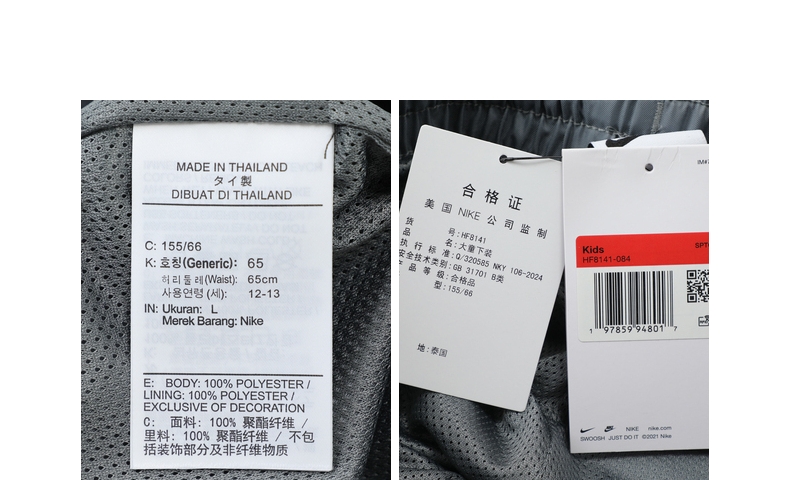 MADE IN THAILAND
タイ製
DIBUAT DI THAILAND
C: 155/66
K: 호칭(Generic): 65
허리둘레(Waist): 65cm
사용연령 (세): 12-13
IN: Ukuran: L
Merek Barang: Nike
E: BODY: 100% POLYESTER /
LINING: 100% POLYESTER /
EXCLUSIVE OF DECORATION
C: 面料: 100% 聚酯纤维 /
里料: 100% 聚酯纤维 / 不包
括装饰部分及非纤维物质
合格证
美国 NIKE 公司监制
货 号: HF8141
名: 大童下装
执行标准: Q/320585 NKY 106-2024
安全技术类别: GB 31701 B类
产品等级: 合格品
型: 155/66
地: 泰国
Kids
HF8141-084
1 97859 94801 7
NIKE nike.com
SWOOSH JUST DO IT ©2021 Nike